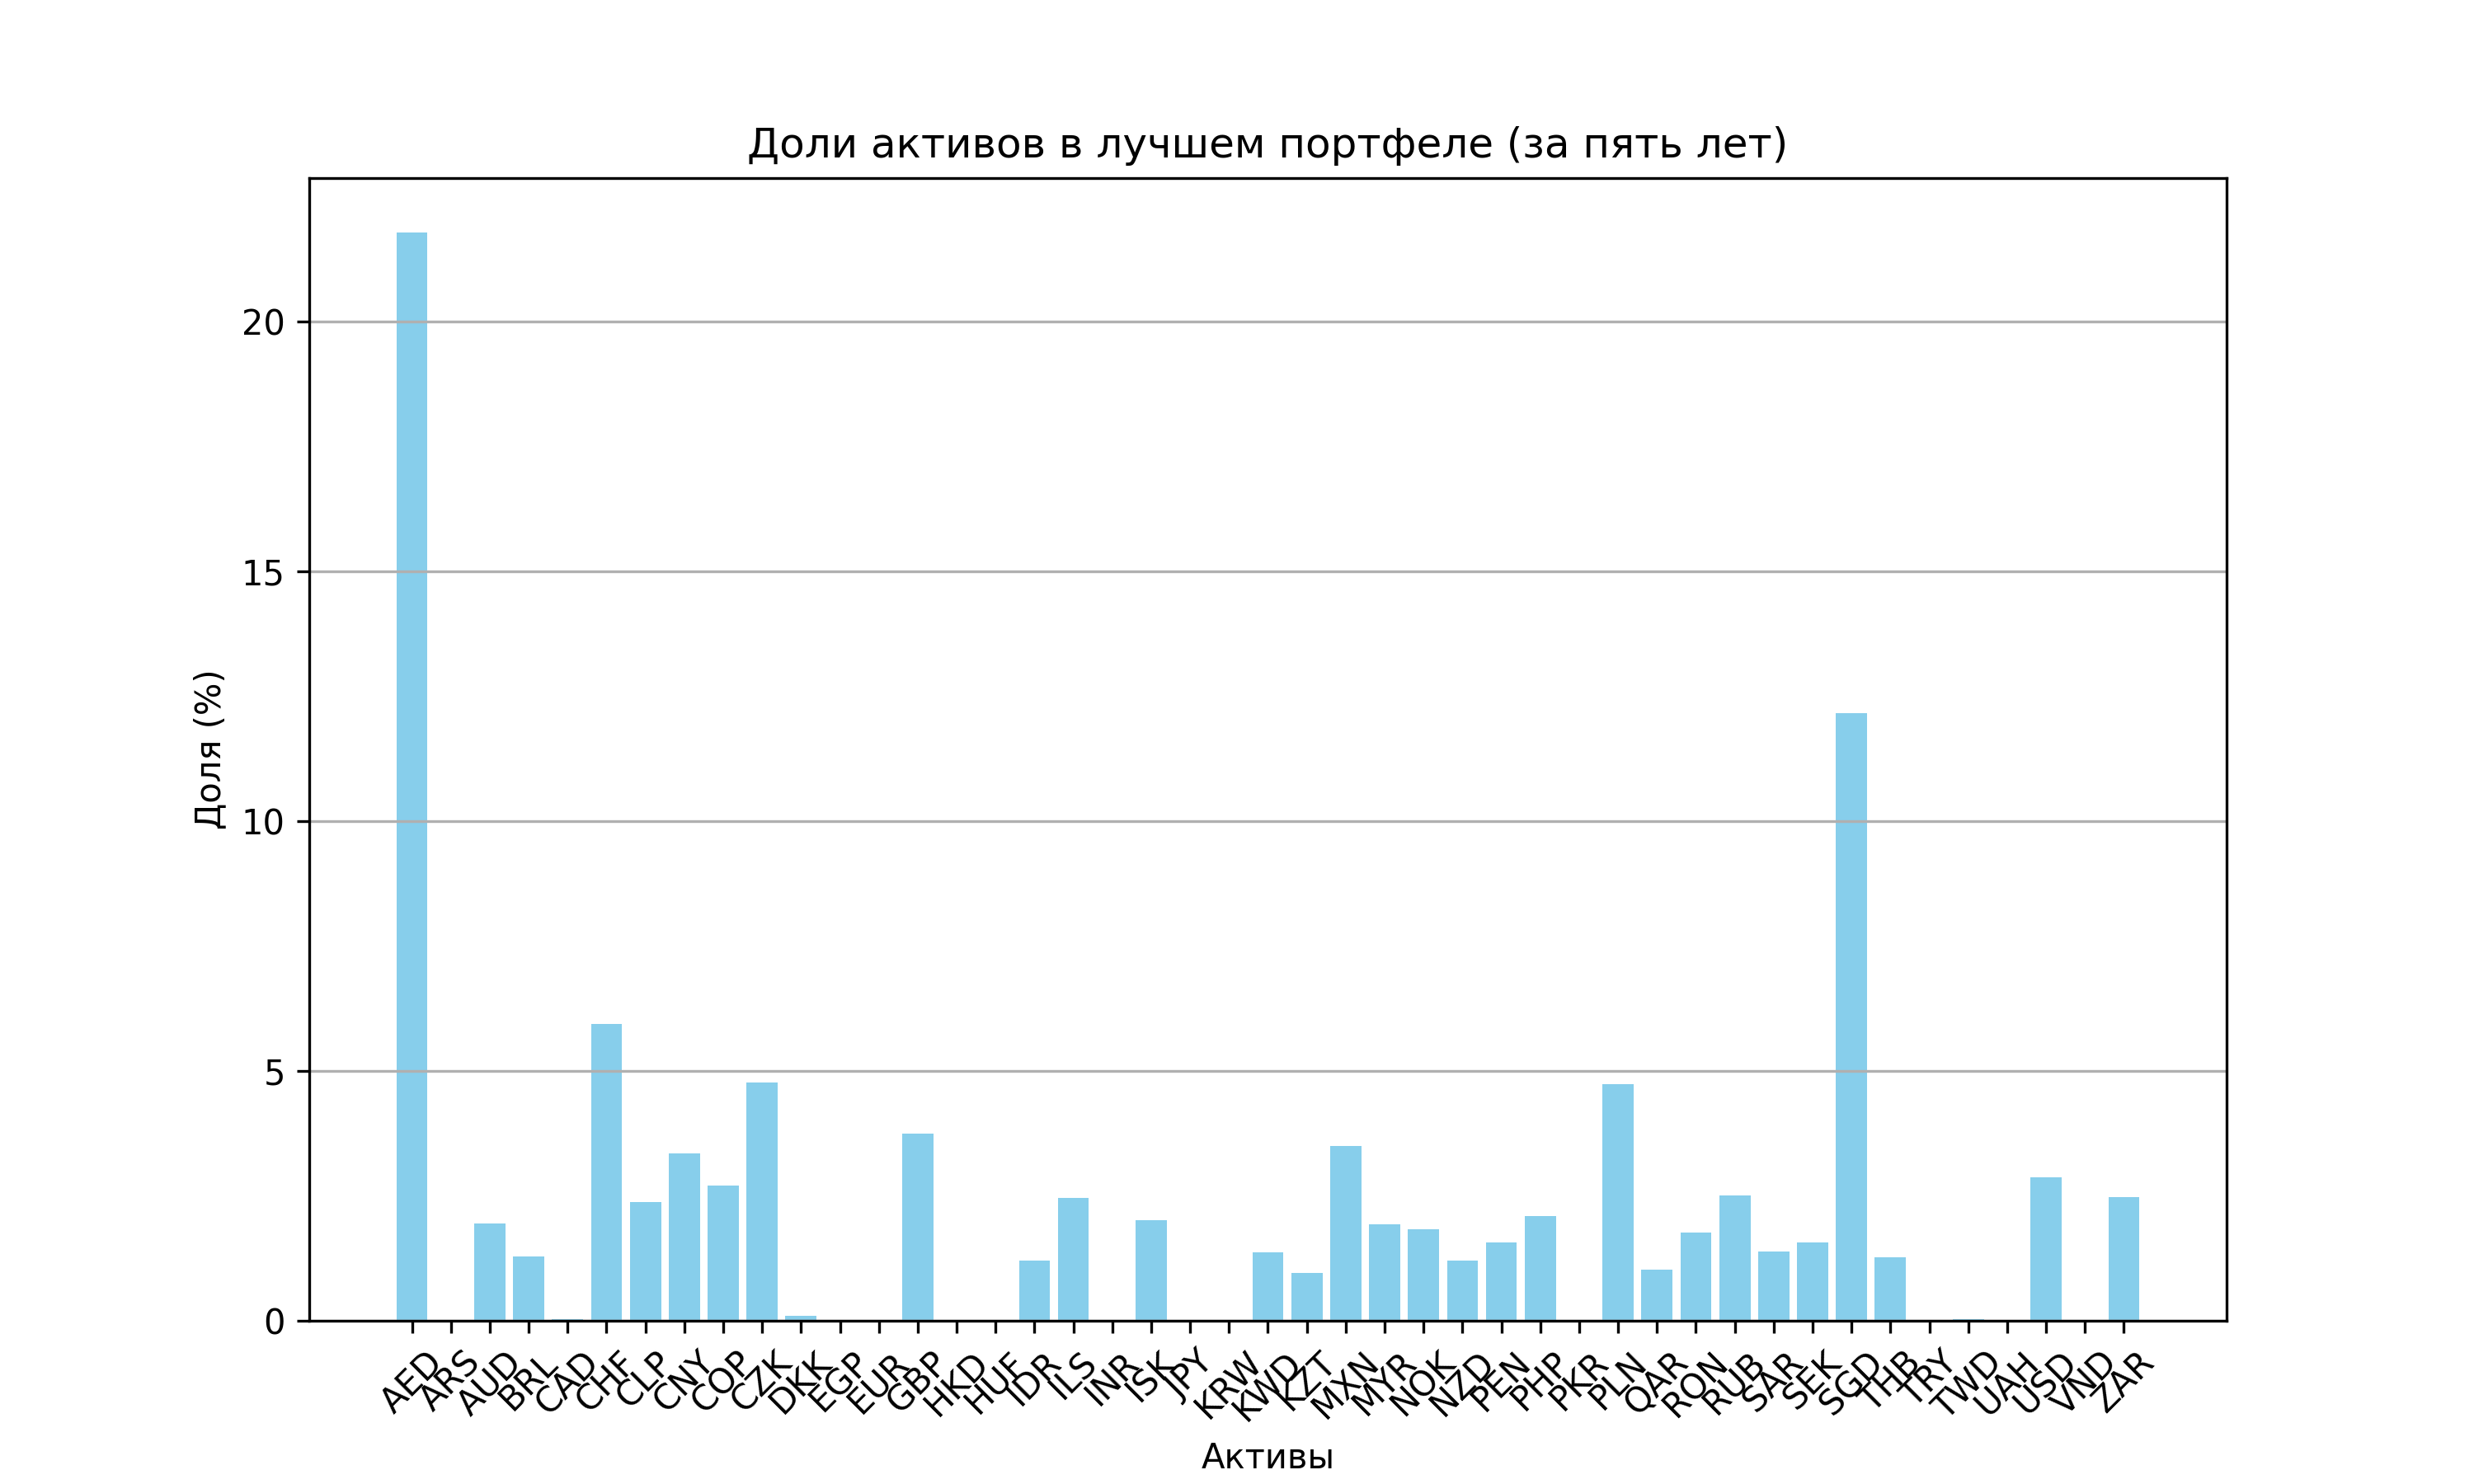 Доли активов в лучшем портфеле (за пять лет)
Доля (%)
20
15
10
5
0
AED ARS AUD BRL CAD CHF CLP CNY COP CZK DKK EGP EUR GBP HKD HUF IDR ILS INR ISK JPY KRW KWD KZT MXN MYR NOK NZD PEN PHP PKR PLN QAR RON RUB SAR SEK SGD THB TRY TWD UAH USD VND ZAR
Активы